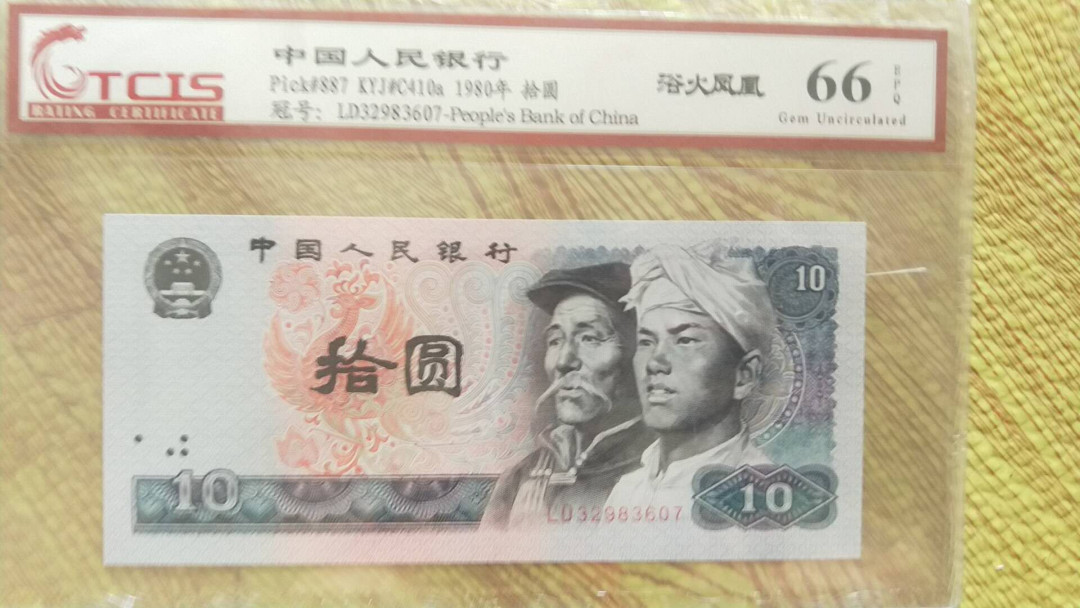 TCIS
RATING CERTIFICATE
中国人民银行
Pick#887 KYJ#C410a 1980年 拾圆
冠号: LD32983607-People's Bank of China
浴火凤凰
66
EPQ
Gem Uncirculated
中国人民银行
10
拾圆
10
LD32983607
10